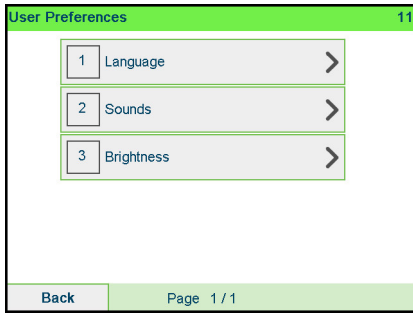 User Preferences 11
1 Language
2 Sounds
3 Brightness
Back Page 1 / 1